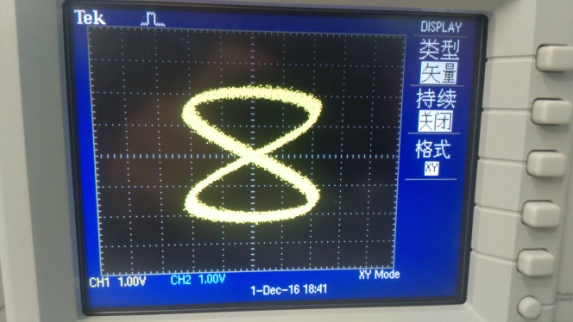 Tek
DISPLAY
类型
矢量
持续
关闭
格式
XY
CH1 1.00V CH2 1.00V XY Mode
1-Dec-16 18:41